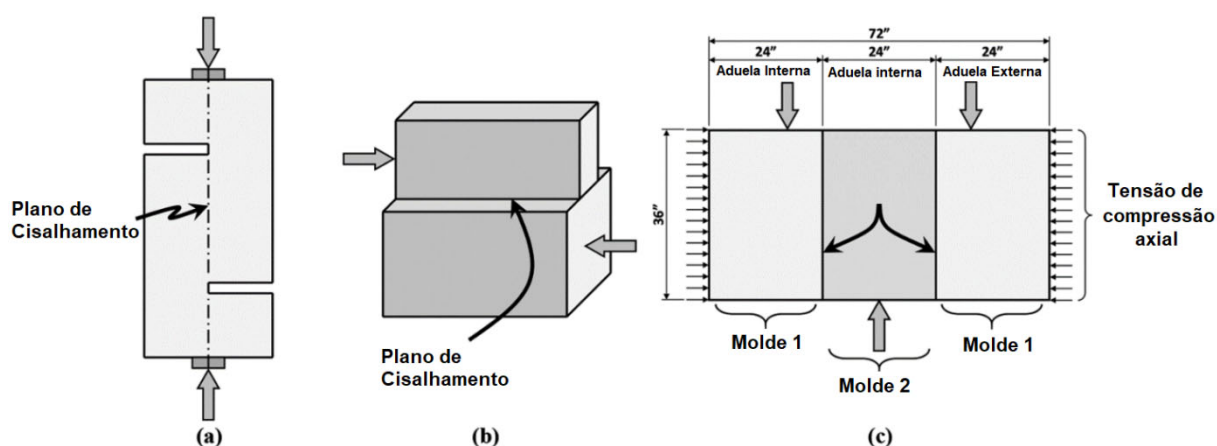 Plano de
Cisalhamento
(a)
Plano de
Cisalhamento
(b)
72”
24” 24” 24”
Aduela Interna Aduela interna Aduela Externa
36”
Tensão de
compressão
axial
Molde 1 Molde 1
Molde 2
(c)